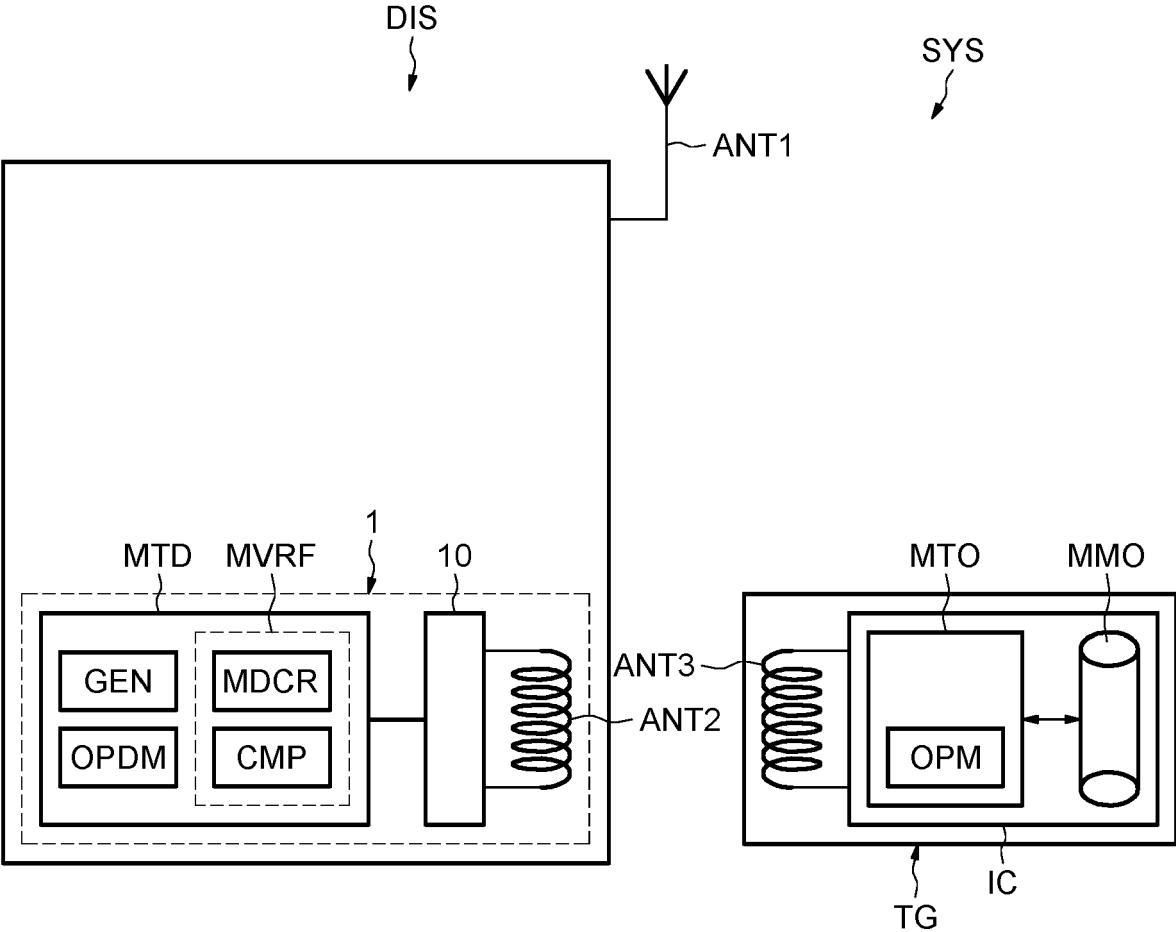 DIS
SYS
ANT1
1
MTD
MVRF
10
MTO
MMO
GEN
MDCR
ANT3
ANT2
OPDM
CMP
OPM
IC
TG